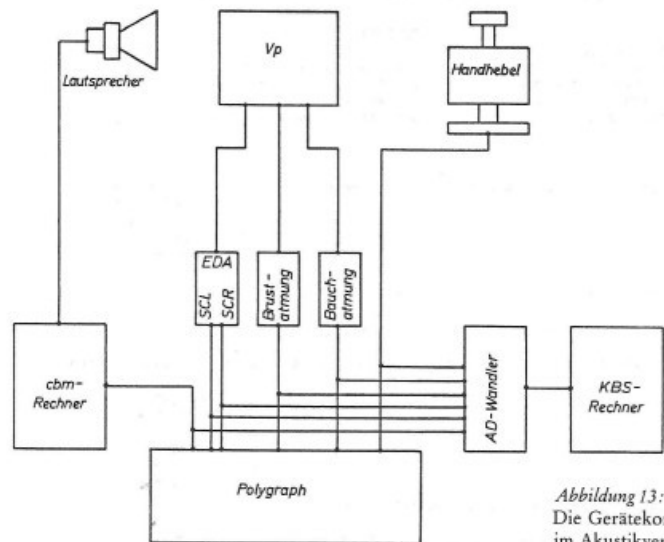 Lautsprecher
Vp
Handhebel
EDA
SCL
SCR
Brust-
atmung
Bauch-
atmung
cbm-
Rechner
AD-Wandler
KBS-
Rechner
Polygraph
Abbildung 13:
Die Gerätekon
im Akustikver